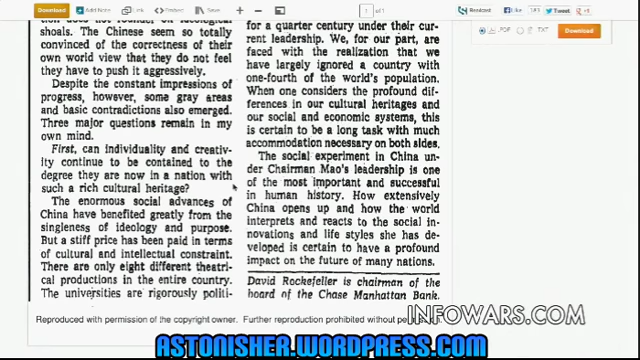 Download
Add Note
Save
1
of 1
Realtext
Like
183
Tweet
+1
.PDF
TXT
Download
tion does not founder on ideological
shoals. The Chinese seem so totally
convinced of the correctness of their
own world view that they do not feel
they have to push it aggressively.
Despite the constant impressions of
progress, however, some gray areas
and basic contradictions also emerged.
Three major questions remain in my
own mind.
First, can individuality and creativ-
ity continue to be contained to the
degree they are now in a nation with
such a rich cultural heritage?
The enormous social advances of
China have benefited greatly from the
singleness of ideology and purpose.
But a stiff price has been paid in terms
of cultural and intellectual constraint.
There are only eight different theatri-
cal productions in the entire country.
The universities are rigorously politi-
for a quarter century under their cur-
rent leadership. We, for our part, are
faced with the realization that we
have largely ignored a country with
one-fourth of the world's population.
When one considers the profound dif-
ferences in our cultural heritages and
our social and economic systems, this
is certain to be a long task with much
accommodation necessary on both sides.
The social experiment in China un-
der Chairman Mao's leadership is one
of the most important and successful
in human history. How extensively
China opens up and how the world
interprets and reacts to the social in-
novations and life styles she has de-
veloped is certain to have a profound
impact on the future of many nations.
David Rockefeller is chairman of the
board of the Chase Manhattan Bank.
Reproduced with permission of the copyright owner. Further reproduction prohibited without
INFOWARS.COM
ASTONISHER.WORDPRESS.COM